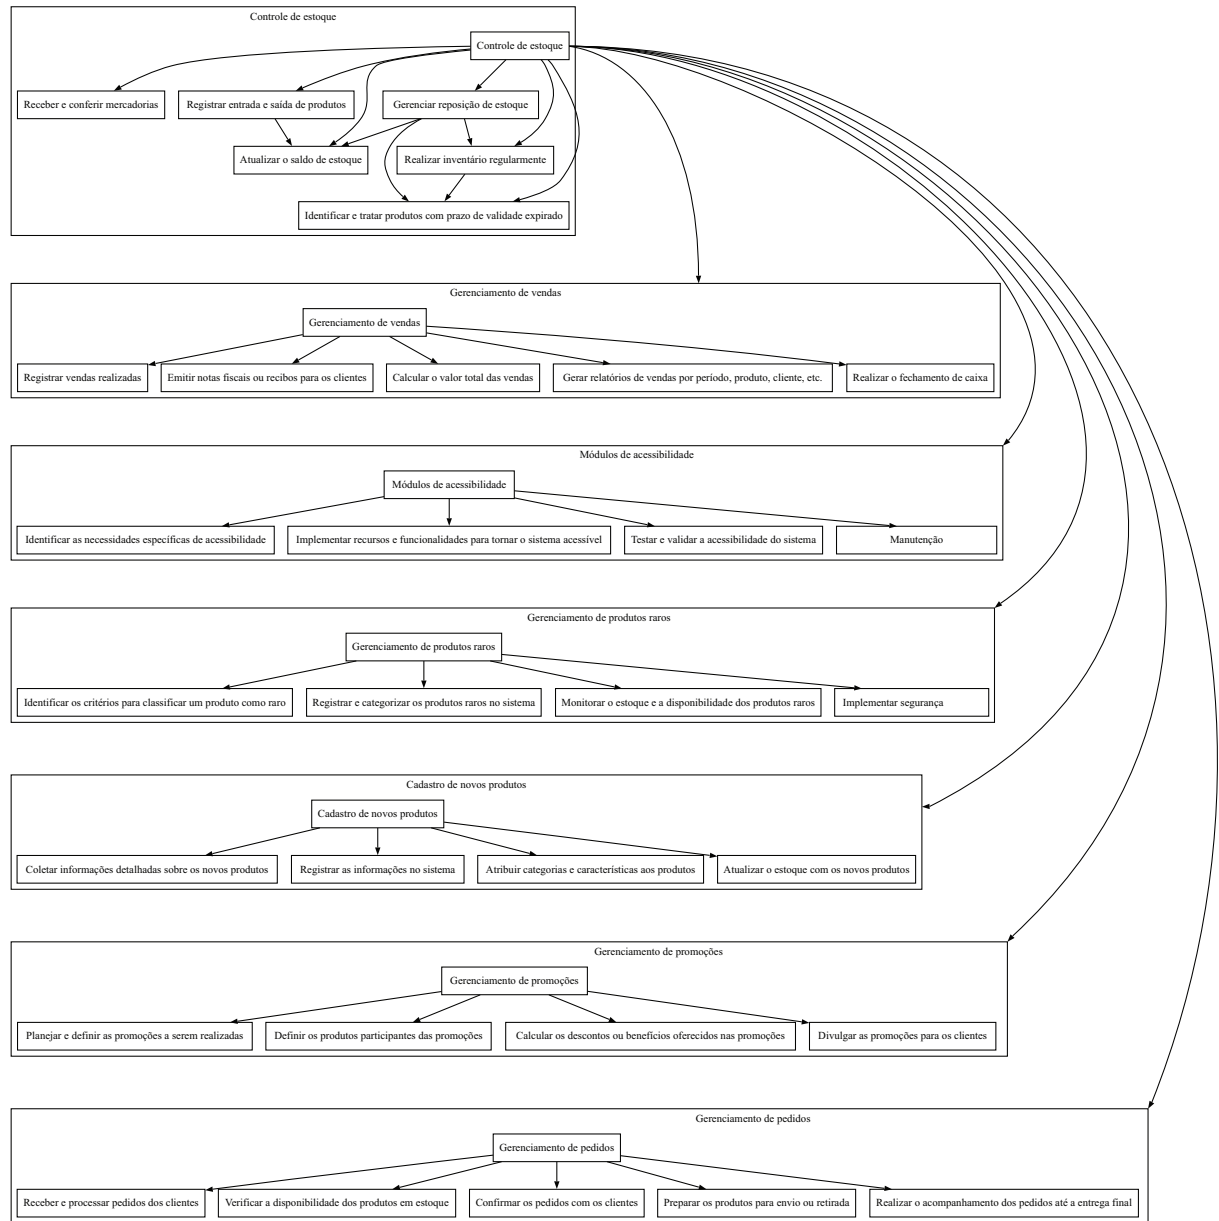 Controle de estoque
Controle de estoque
Receber e conferir mercadorias
Registrar entrada e saída de produtos
Gerenciar reposição de estoque
Atualizar o saldo de estoque
Realizar inventário regularmente
Identificar e tratar produtos com prazo de validade expirado
Gerenciamento de vendas
Gerenciamento de vendas
Registrar vendas realizadas
Emitir notas fiscais ou recibos para os clientes
Calcular o valor total das vendas
Gerar relatórios de vendas por período, produto, cliente, etc.
Realizar o fechamento de caixa
Módulos de acessibilidade
Módulos de acessibilidade
Identificar as necessidades específicas de acessibilidade
Implementar recursos e funcionalidades para tornar o sistema acessível
Testar e validar a acessibilidade do sistema
Manutenção
Gerenciamento de produtos raros
Gerenciamento de produtos raros
Identificar os critérios para classificar um produto como raro
Registrar e categorizar os produtos raros no sistema
Monitorar o estoque e a disponibilidade dos produtos raros
Implementar segurança
Cadastro de novos produtos
Cadastro de novos produtos
Coletar informações detalhadas sobre os novos produtos
Registrar as informações no sistema
Atribuir categorias e características aos produtos
Atualizar o estoque com os novos produtos
Gerenciamento de promoções
Gerenciamento de promoções
Planejar e definir as promoções a serem realizadas
Definir os produtos participantes das promoções
Calcular os descontos ou benefícios oferecidos nas promoções
Divulgar as promoções para os clientes
Gerenciamento de pedidos
Gerenciamento de pedidos
Receber e processar pedidos dos clientes
Verificar a disponibilidade dos produtos em estoque
Confirmar os pedidos com os clientes
Preparar os produtos para envio ou retirada
Realizar o acompanhamento dos pedidos até a entrega final